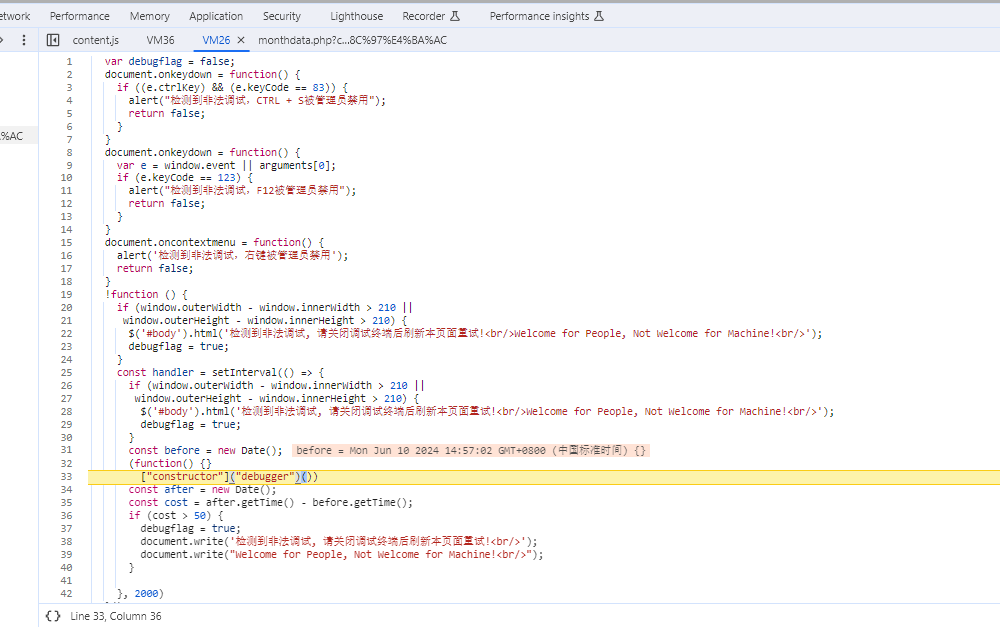 etwork Performance Memory Application Security Lighthouse Recorder Performance insights
content.js VM36 VM26 × monthdata.php?c...8C%97%E4%BA%AC
%AC
1 var debugflag = false;
2 document.onkeydown = function() {
3 if ((e.ctrlKey) && (e.keyCode == 83)) {
4 alert("检测到非法调试，CTRL + S被管理员禁用");
5 return false;
6 }
7 }
8 document.onkeydown = function() {
9 var e = window.event || arguments[0];
10 if (e.keyCode == 123) {
11 alert("检测到非法调试，F12被管理员禁用");
12 return false;
13 }
14 }
15 document.oncontextmenu = function() {
16 alert('检测到非法调试，右键被管理员禁用');
17 return false;
18 }
19 !function () {
20 if (window.outerWidth - window.innerWidth > 210 ||
21 window.outerHeight - window.innerHeight > 210) {
22 $('#body').html('检测到非法调试, 请关闭调试终端后刷新本页面重试!<br/>Welcome for People, Not Welcome for Machine!<br/>');
23 debugflag = true;
24 }
25 const handler = setInterval(() => {
26 if (window.outerWidth - window.innerWidth > 210 ||
27 window.outerHeight - window.innerHeight > 210) {
28 $('#body').html('检测到非法调试, 请关闭调试终端后刷新本页面重试!<br/>Welcome for People, Not Welcome for Machine!<br/>');
29 debugflag = true;
30 }
31 const before = new Date(); before = Mon Jun 10 2024 14:57:02 GMT+0800 (中国标准时间) {}
32 (function() {}
33 ["constructor"]("debugger")())
34 const after = new Date();
35 const cost = after.getTime() - before.getTime();
36 if (cost > 50) {
37 debugflag = true;
38 document.write('检测到非法调试, 请关闭调试终端后刷新本页面重试!<br/>');
39 document.write("Welcome for People, Not Welcome for Machine!<br/>");
40 }
41
42 }, 2000)
{} Line 33, Column 36